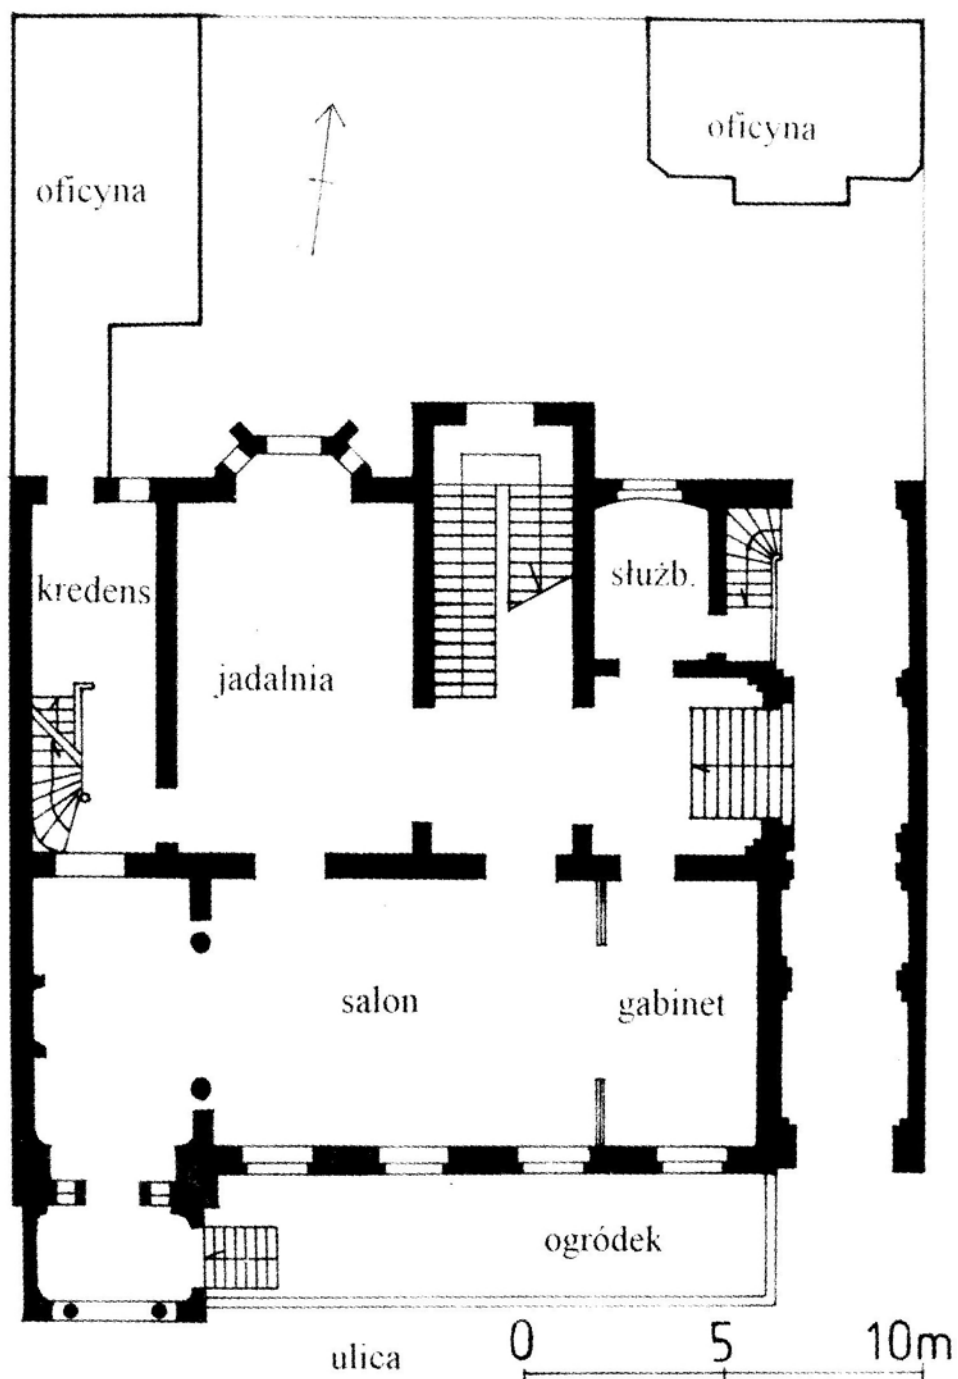 oficyna
oficyna
kredens
służb.
jadalnia
salon
gabinet
ogródek
ulica
0 5 10m